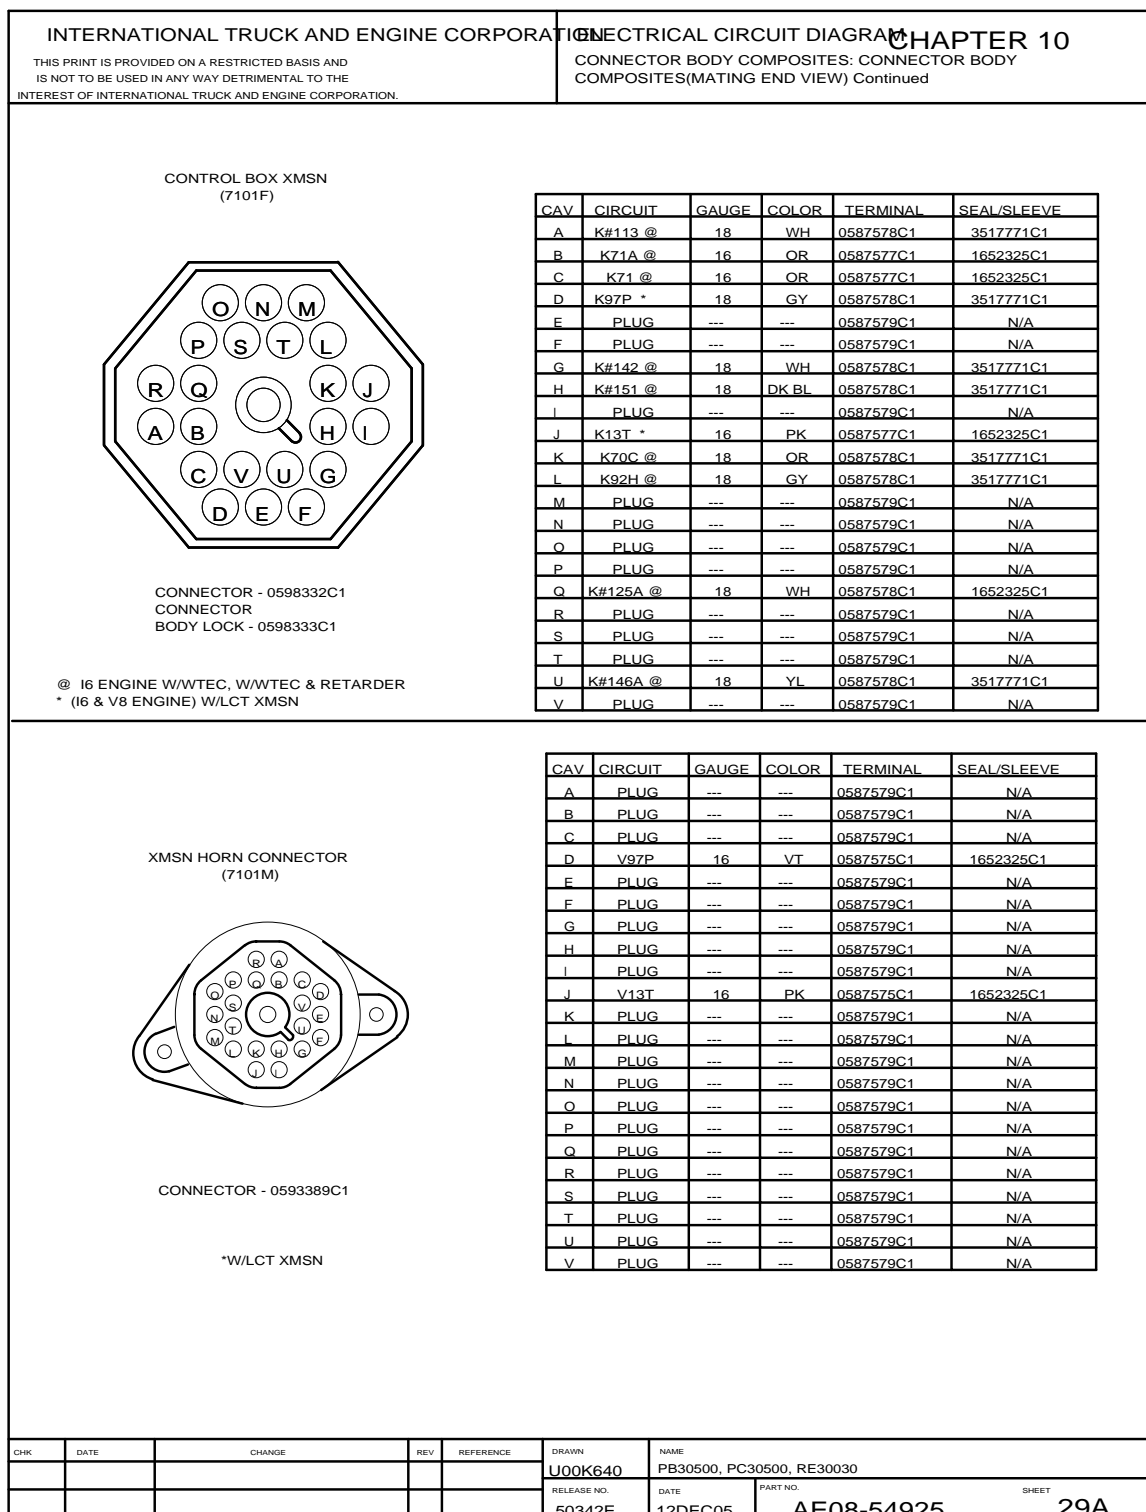 INTERNATIONAL TRUCK AND ENGINE CORPORATION
THIS PRINT IS PROVIDED ON A RESTRICTED BASIS AND
IS NOT TO BE USED IN ANY WAY DETRIMENTAL TO THE
INTEREST OF INTERNATIONAL TRUCK AND ENGINE CORPORATION.
ELECTRICAL CIRCUIT DIAGRAM
CHAPTER 10
CONNECTOR BODY COMPOSITES: CONNECTOR BODY
COMPOSITES(MATING END VIEW) Continued
CONTROL BOX XMSN
(7101F)
O N M
P S T L
R Q K J
A B H I
C V U G
D E F
CONNECTOR - 0598332C1
CONNECTOR
BODY LOCK - 0598333C1
@ I6 ENGINE W/WTEC, W/WTEC & RETARDER
* (I6 & V8 ENGINE) W/LCT XMSN
CAV CIRCUIT GAUGE COLOR TERMINAL SEAL/SLEEVE
A K#113 @ 18 WH 0587578C1 3517771C1
B K71A @ 16 OR 0587577C1 1652325C1
C K71 @ 16 OR 0587577C1 1652325C1
D K97P * 18 GY 0587578C1 3517771C1
E PLUG --- --- 0587579C1 N/A
F PLUG --- --- 0587579C1 N/A
G K#142 @ 18 WH 0587578C1 3517771C1
H K#151 @ 18 DK BL 0587578C1 3517771C1
I PLUG --- --- 0587579C1 N/A
J K13T * 16 PK 0587577C1 1652325C1
K K70C @ 18 OR 0587578C1 3517771C1
L K92H @ 18 GY 0587578C1 3517771C1
M PLUG --- --- 0587579C1 N/A
N PLUG --- --- 0587579C1 N/A
O PLUG --- --- 0587579C1 N/A
P PLUG --- --- 0587579C1 N/A
Q K#125A @ 18 WH 0587578C1 1652325C1
R PLUG --- --- 0587579C1 N/A
S PLUG --- --- 0587579C1 N/A
T PLUG --- --- 0587579C1 N/A
U K#146A @ 18 YL 0587578C1 3517771C1
V PLUG --- --- 0587579C1 N/A
XMSN HORN CONNECTOR
(7101M)
R A
P Q B C
O S D
N V E
T U
M F
L K H G
J I
CONNECTOR - 0593389C1
*W/LCT XMSN
CAV CIRCUIT GAUGE COLOR TERMINAL SEAL/SLEEVE
A PLUG --- --- 0587579C1 N/A
B PLUG --- --- 0587579C1 N/A
C PLUG --- --- 0587579C1 N/A
D V97P 16 VT 0587575C1 1652325C1
E PLUG --- --- 0587579C1 N/A
F PLUG --- --- 0587579C1 N/A
G PLUG --- --- 0587579C1 N/A
H PLUG --- --- 0587579C1 N/A
I PLUG --- --- 0587579C1 N/A
J V13T 16 PK 0587575C1 1652325C1
K PLUG --- --- 0587579C1 N/A
L PLUG --- --- 0587579C1 N/A
M PLUG --- --- 0587579C1 N/A
N PLUG --- --- 0587579C1 N/A
O PLUG --- --- 0587579C1 N/A
P PLUG --- --- 0587579C1 N/A
Q PLUG --- --- 0587579C1 N/A
R PLUG --- --- 0587579C1 N/A
S PLUG --- --- 0587579C1 N/A
T PLUG --- --- 0587579C1 N/A
U PLUG --- --- 0587579C1 N/A
V PLUG --- --- 0587579C1 N/A
CHK DATE CHANGE REV REFERENCE DRAWN NAME
U00K640 PB30500, PC30500, RE30030
RELEASE NO. DATE PART NO. SHEET
50342F 12DEC05 AE08-54925 29A